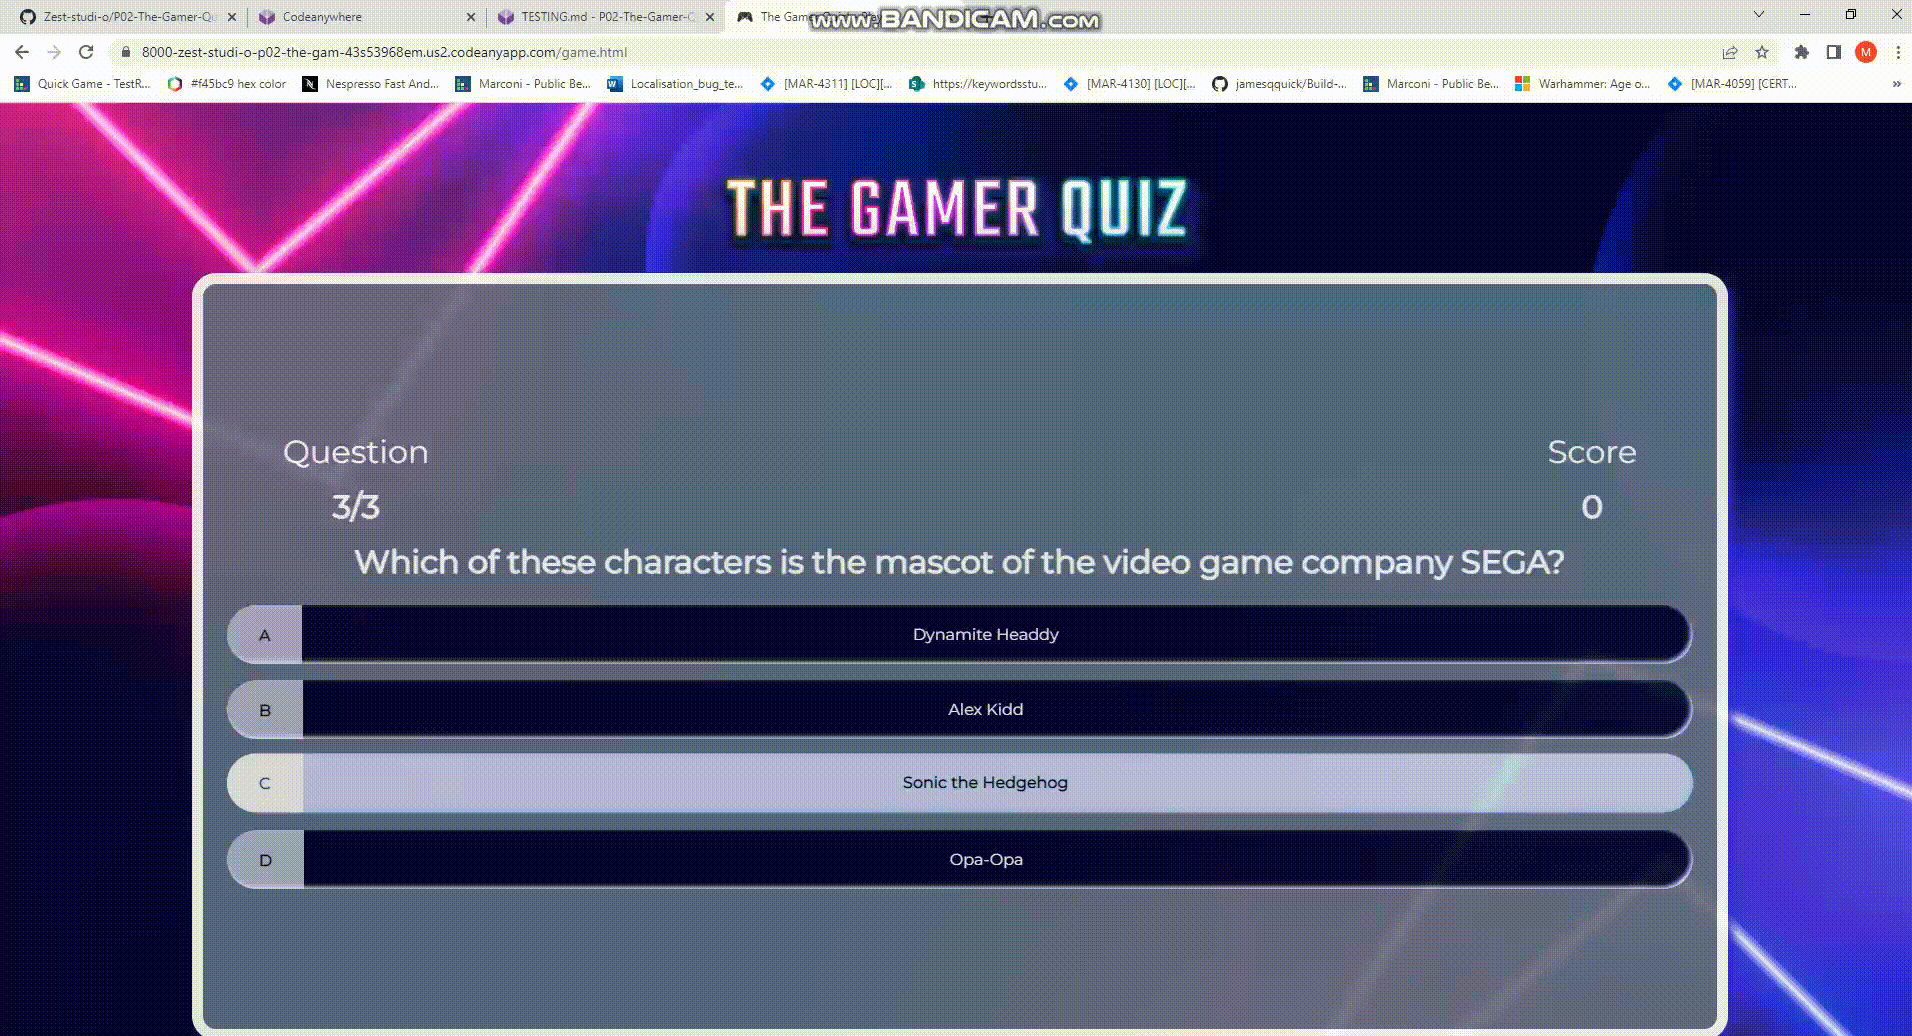 Zest-studi-o/P02-The-Gamer-Qu
Codeanywhere
TESTING.md - P02-The-Gamer-Q
The Gamer
www.BANDICAM.com
8000-zest-studi-o-p02-the-gam-43s53968em.us2.codeanyapp.com/game.html
M
Quick Game - TestR...
#f45bc9 hex color
Nespresso Fast And...
Marconi - Public Be...
Localisation_bug_te...
[MAR-4311] [LOC][...
https://keywordsstu...
[MAR-4130] [LOC][...
jamesqquick/Build-...
Marconi - Public Be...
Warhammer: Age o...
[MAR-4059] [CERT...
THE GAMER QUIZ
Question
3/3
Score
0
Which of these characters is the mascot of the video game company SEGA?
A Dynamite Headdy
B Alex Kidd
C Sonic the Hedgehog
D Opa-Opa